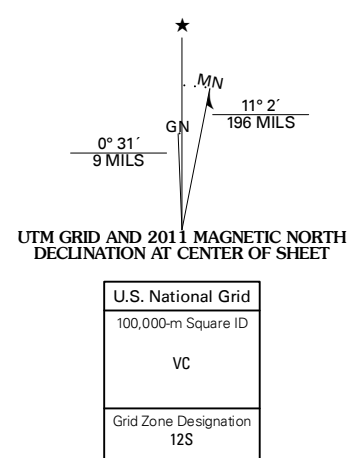 ★
MN
GN
11° 2´
196 MILS
0° 31´
9 MILS
UTM GRID AND 2011 MAGNETIC NORTH
DECLINATION AT CENTER OF SHEET
U.S. National Grid
100,000-m Square ID
VC
Grid Zone Designation
12S